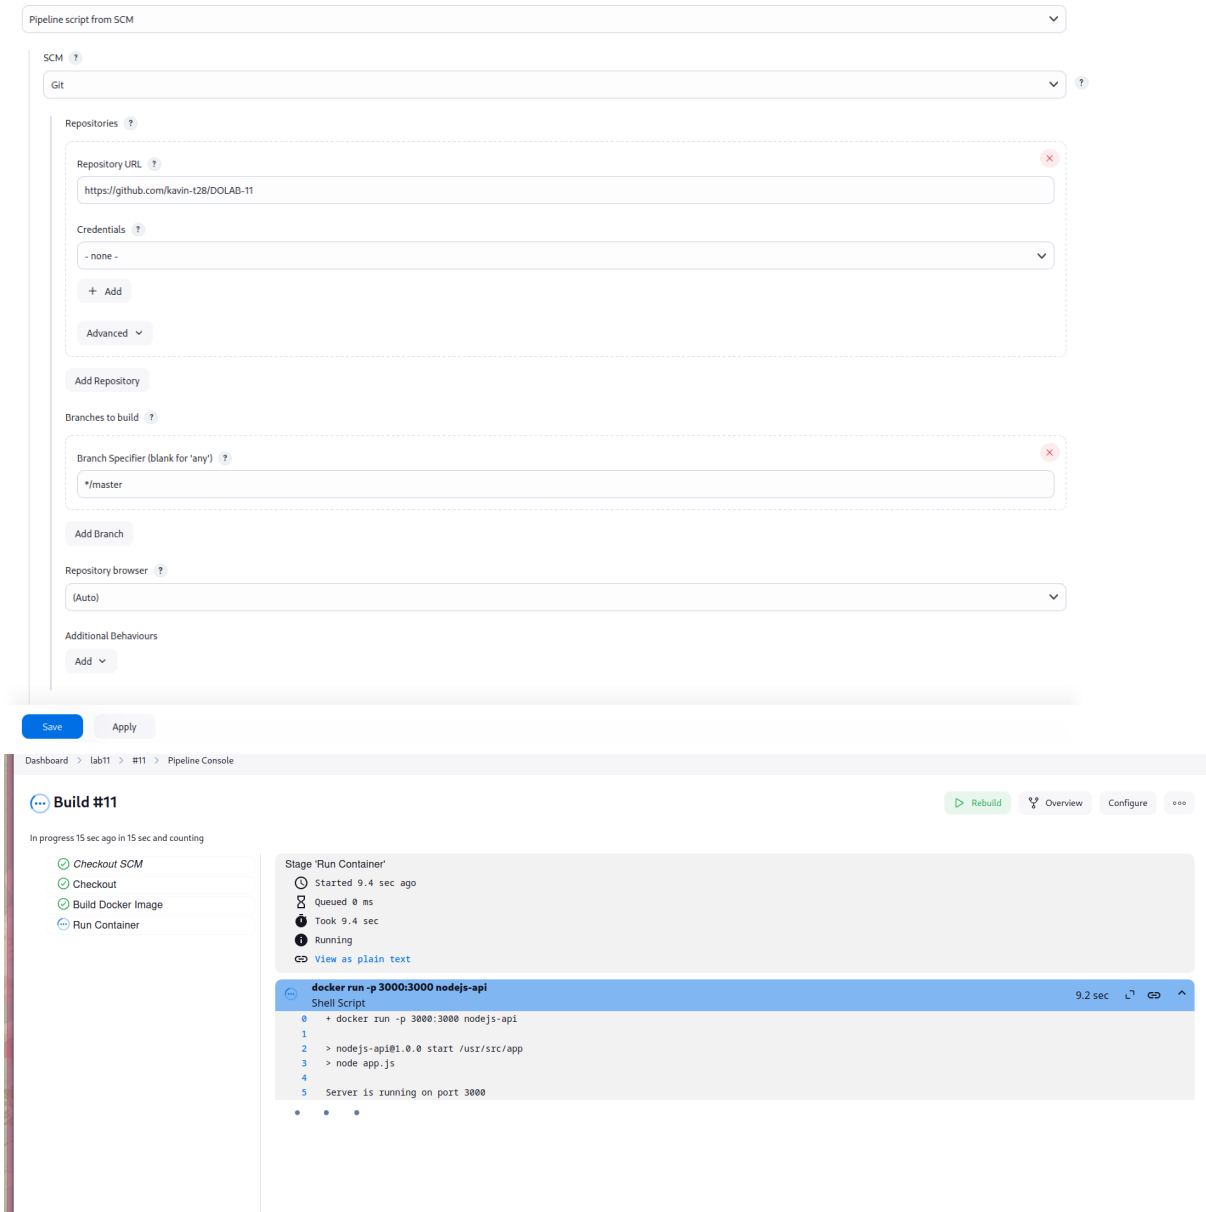 Pipeline script from SCM
SCM ?
Git
?
Repositories ?
Repository URL ?
https://github.com/kavin-t28/DOLAB-11
Credentials ?
- none -
+ Add
Advanced
Add Repository
Branches to build ?
Branch Specifier (blank for 'any') ?
*/master
Add Branch
Repository browser ?
(Auto)
Additional Behaviours
Add
Save Apply
Dashboard > lab11 > #11 > Pipeline Console
Build #11
Rebuild Overview Configure
In progress 15 sec ago in 15 sec and counting
Checkout SCM
Checkout
Build Docker Image
Run Container
Stage 'Run Container'
Started 9.4 sec ago
Queued 0 ms
Took 9.4 sec
Running
View as plain text
docker run -p 3000:3000 nodejs-api
Shell Script
9.2 sec
0 + docker run -p 3000:3000 nodejs-api
1
2 > nodejs-api@1.0.0 start /usr/src/app
3 > node app.js
4
5 Server is running on port 3000